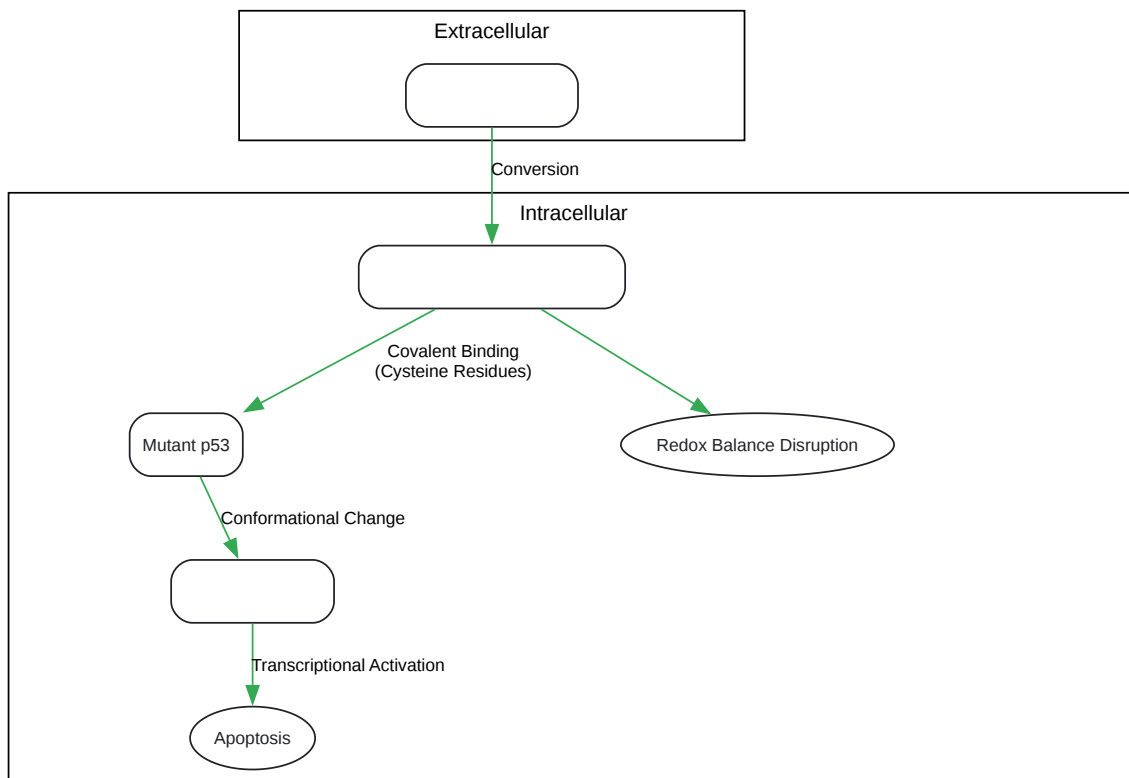 Extracellular
Conversion
Intracellular
Covalent Binding
(Cysteine Residues)
Mutant p53
Redox Balance Disruption
Conformational Change
Transcriptional Activation
Apoptosis